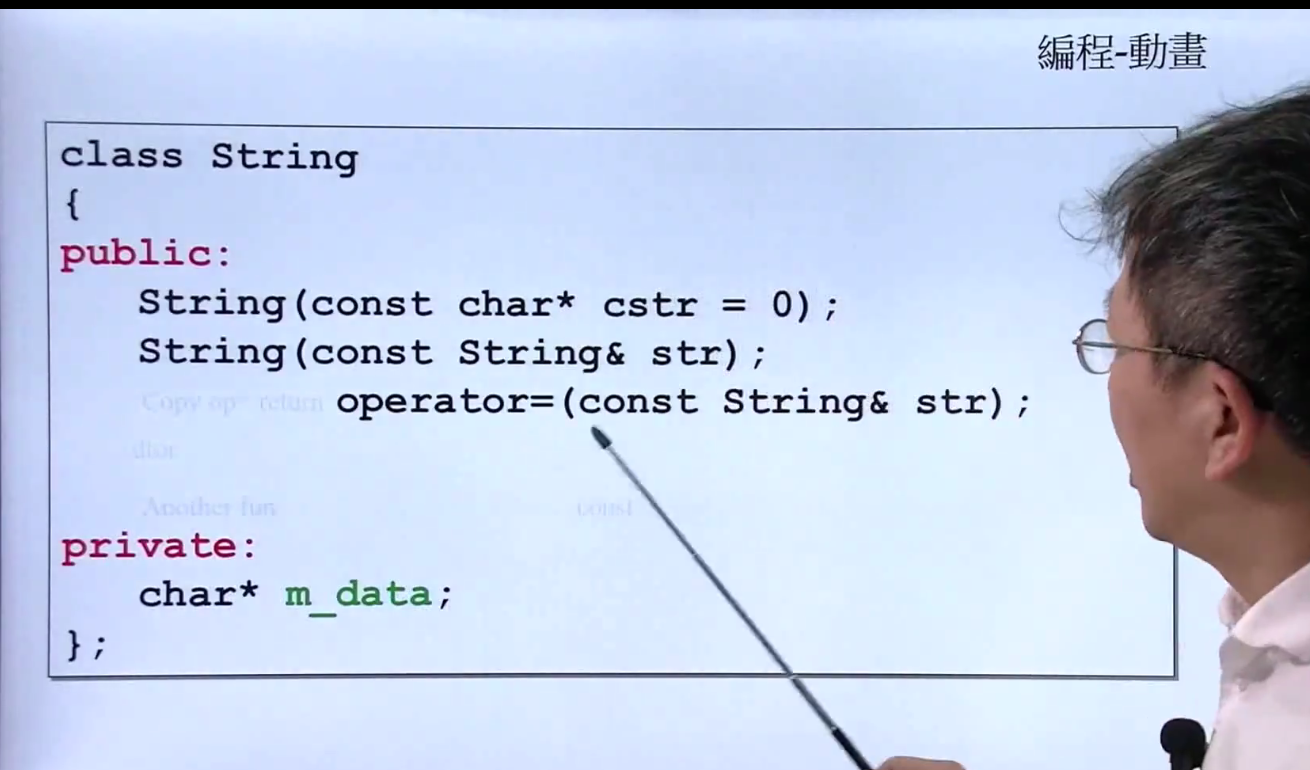 編程-動畫
class String
{
public:
String(const char* cstr = 0);
String(const String& str);
Copy op= return operator=(const String& str);
dtor
Another fun const
private:
char* m_data;
};